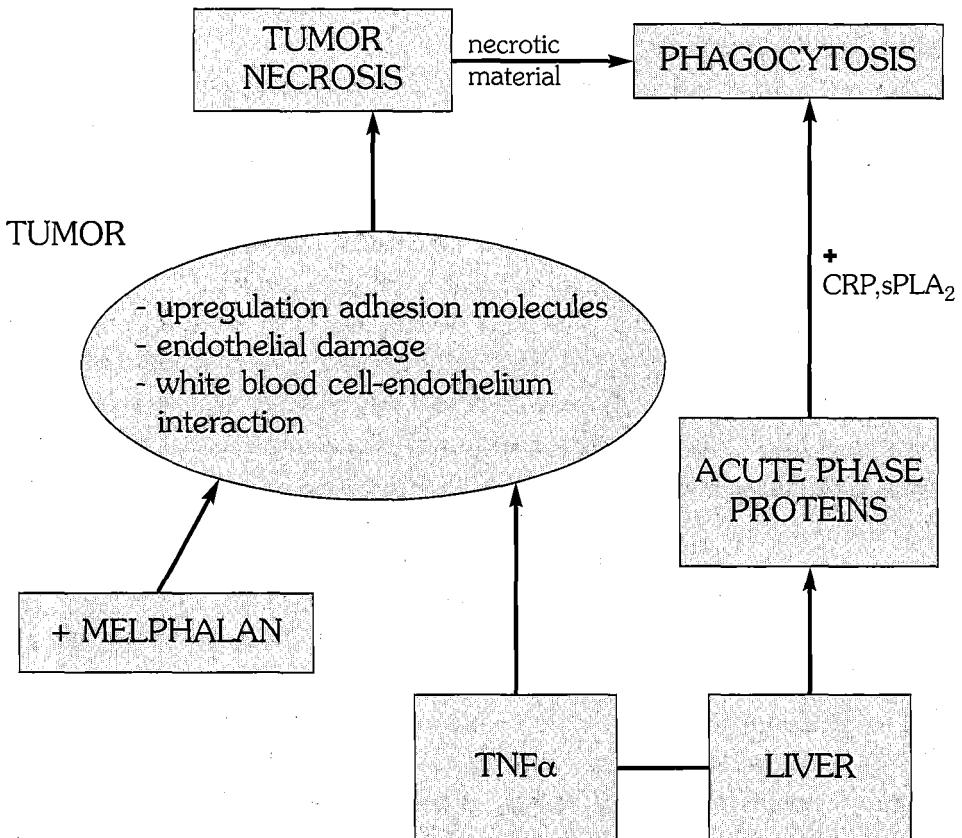 TUMOR
NECROSIS
necrotic
material
PHAGOCYTOSIS
TUMOR
- upregulation adhesion molecules
- endothelial damage
- white blood cell-endothelium
interaction
+
CRP,sPLA₂
ACUTE PHASE
PROTEINS
+ MELPHALAN
TNFα
LIVER